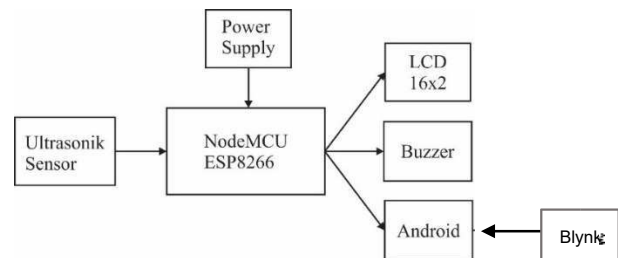 Power
Supply
LCD
16x2
Ultrasonik
Sensor
NodeMCU
ESP8266
Buzzer
Android
Blynk